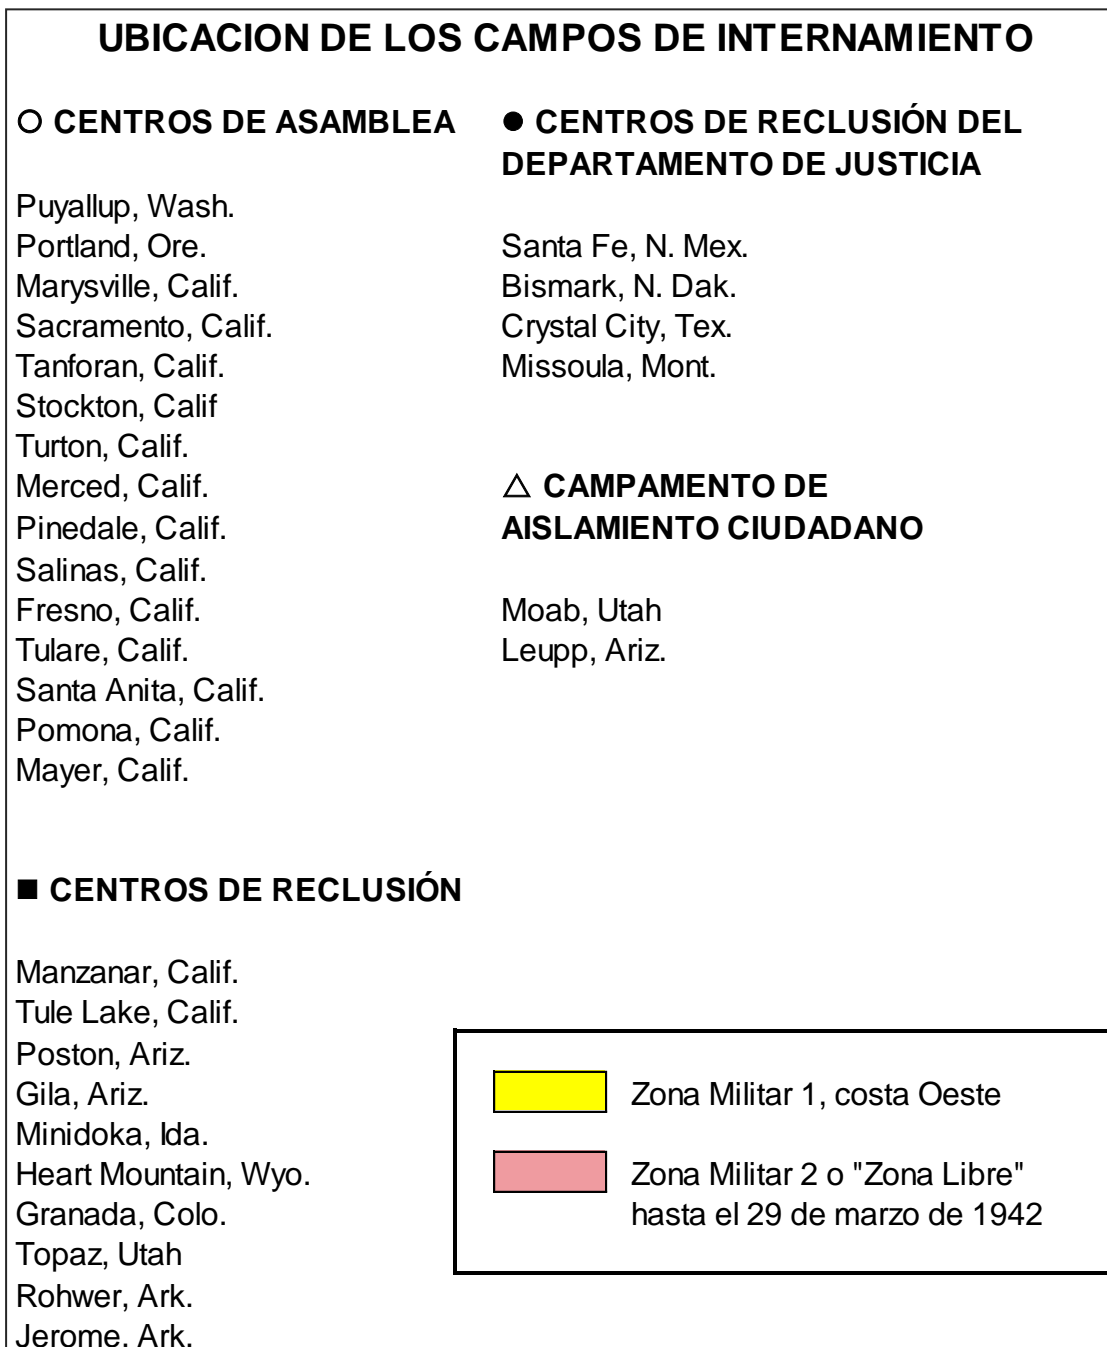 UBICACION DE LOS CAMPOS DE INTERNAMIENTO
○ CENTROS DE ASAMBLEA
Puyallup, Wash.
Portland, Ore.
Marysville, Calif.
Sacramento, Calif.
Tanforan, Calif.
Stockton, Calif
Turton, Calif.
Merced, Calif.
Pinedale, Calif.
Salinas, Calif.
Fresno, Calif.
Tulare, Calif.
Santa Anita, Calif.
Pomona, Calif.
Mayer, Calif.
● CENTROS DE RECLUSIÓN DEL
DEPARTAMENTO DE JUSTICIA
Santa Fe, N. Mex.
Bismark, N. Dak.
Crystal City, Tex.
Missoula, Mont.
△ CAMPAMENTO DE
AISLAMIENTO CIUDADANO
Moab, Utah
Leupp, Ariz.
■ CENTROS DE RECLUSIÓN
Manzanar, Calif.
Tule Lake, Calif.
Poston, Ariz.
Gila, Ariz.
Minidoka, Ida.
Heart Mountain, Wyo.
Granada, Colo.
Topaz, Utah
Rohwer, Ark.
Jerome, Ark.
Zona Militar 1, costa Oeste
Zona Militar 2 o "Zona Libre"
hasta el 29 de marzo de 1942